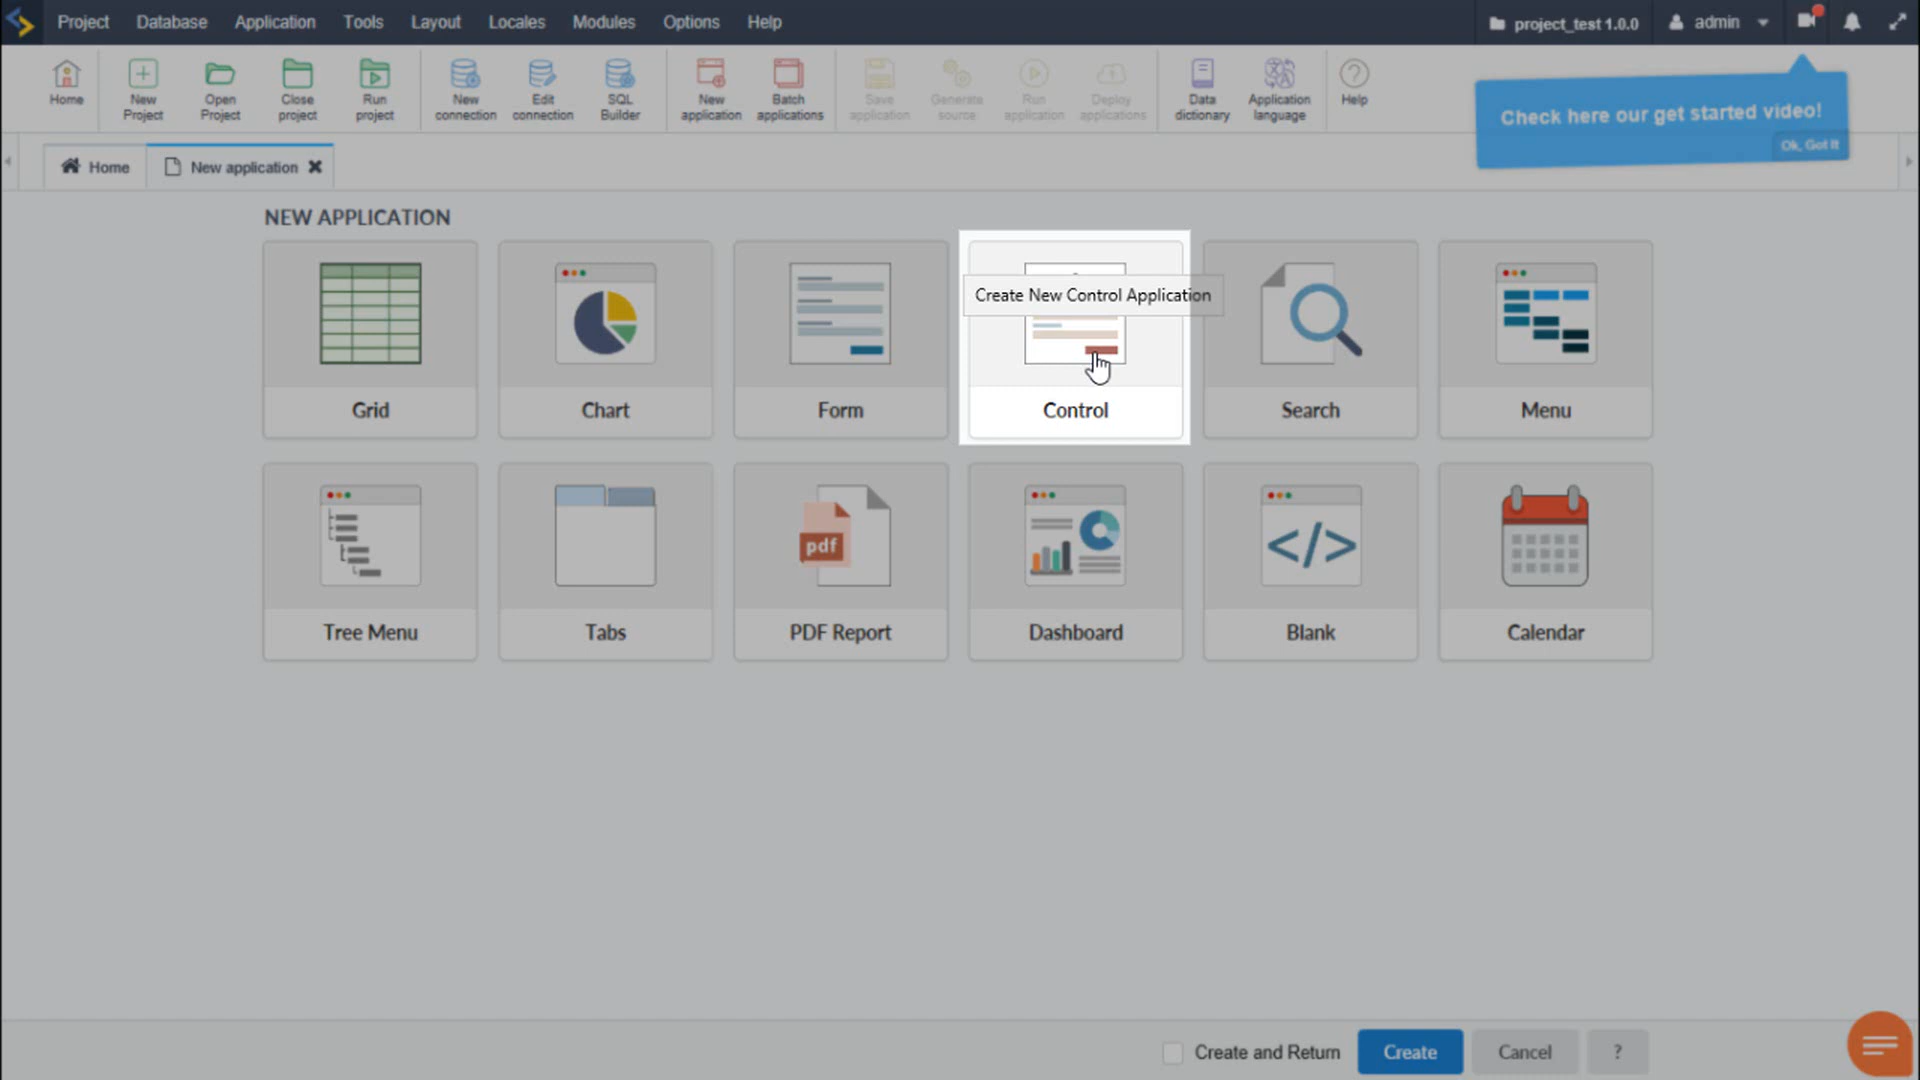 Project Database Application Tools Layout Locales Modules Options Help project_test 1.0.0 admin
Home
New Project
Open Project
Close project
Run project
New connection
Edit connection
SQL Builder
New application
Batch applications
Save application
Generate source
Run application
Deploy applications
Data dictionary
Application language
Help
Check here our get started video!
Ok, Got It
Home New application
NEW APPLICATION
Create New Control Application
Grid Chart Form Control Search Menu
pdf
</>
Tree Menu Tabs PDF Report Dashboard Blank Calendar
Create and Return Create Cancel ?